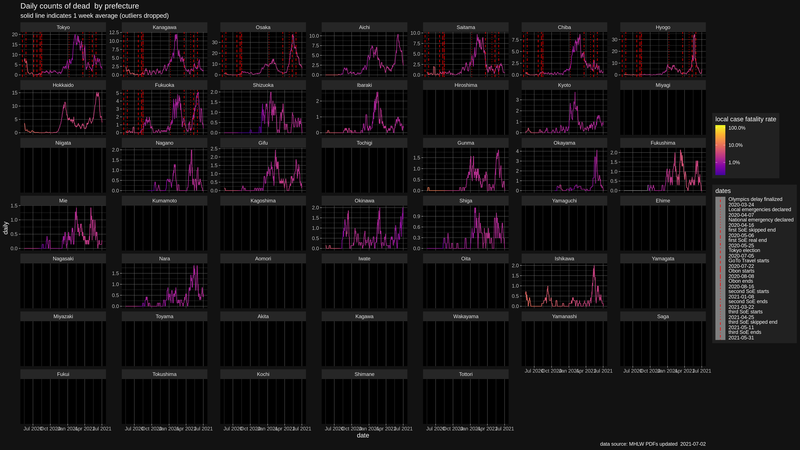 Daily counts of dead  by prefecture
solid line indicates 1 week average (outliers dropped)
Tokyo Kanagawa Osaka Aichi Saitama Chiba Hyogo
Hokkaido Fukuoka Shizuoka Ibaraki Hiroshima Kyoto Miyagi
Niigata Nagano Gifu Tochigi Gunma Okayama Fukushima
Mie Kumamoto Kagoshima Okinawa Shiga Yamaguchi Ehime
Nagasaki Nara Aomori Iwate Oita Ishikawa Yamagata
Miyazaki Toyama Akita Kagawa Wakayama Yamanashi Saga
Fukui Tokushima Kochi Shimane Tottori
daily
date
local case fatality rate
100.0%
10.0%
1.0%
dates
Olympics delay finalized
2020-03-24
Local emergencies declared
2020-04-07
National emergency declared
2020-04-16
first SoE skipped end
2020-05-06
first SoE real end
2020-05-25
Tokyo election
2020-07-05
GoTo Travel starts
2020-07-22
Obon starts
2020-08-08
Obon ends
2020-08-16
second SoE starts
2021-01-08
second SoE ends
2021-03-22
third SoE starts
2021-04-25
third SoE skipped end
2021-05-11
third SoE ends
2021-05-31
data source: MHLW PDFs updated  2021-07-02